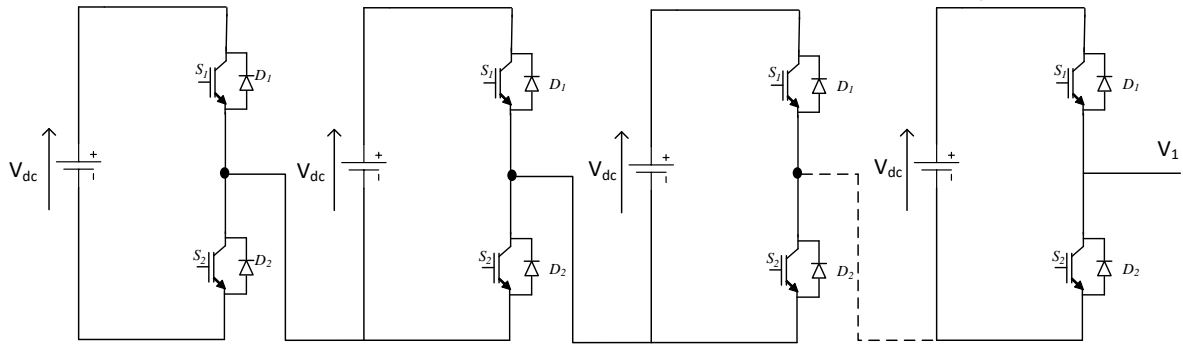 S1
D1
S1
D1
S1
D1
S1
D1
Vdc
+
-
Vdc
+
-
Vdc
+
-
Vdc
+
-
V1
S2
D2
S2
D2
S2
D2
S2
D2